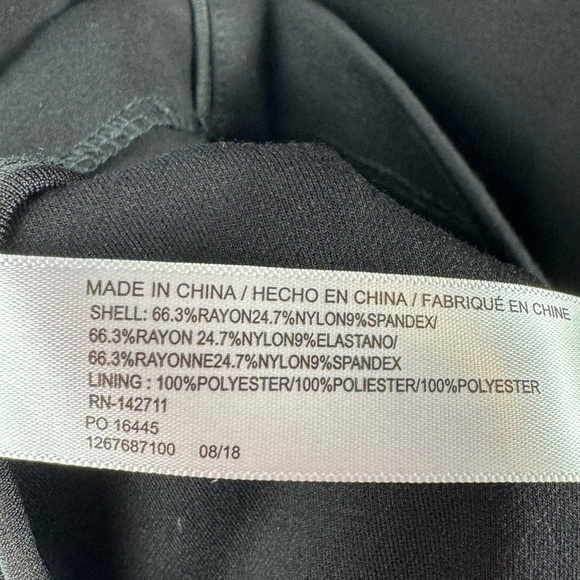 MADE IN CHINA / HECHO EN CHINA / FABRIQUÉ EN CHINE
SHELL: 66.3%RAYON24.7%NYLON9%SPANDEX/
66.3%RAYON 24.7%NYLON9%ELASTANO/
66.3%RAYONNE24.7%NYLON9%SPANDEX
LINING : 100%POLYESTER/100%POLIESTER/100%POLYESTER
RN-142711
PO 16445
1267687100 08/18